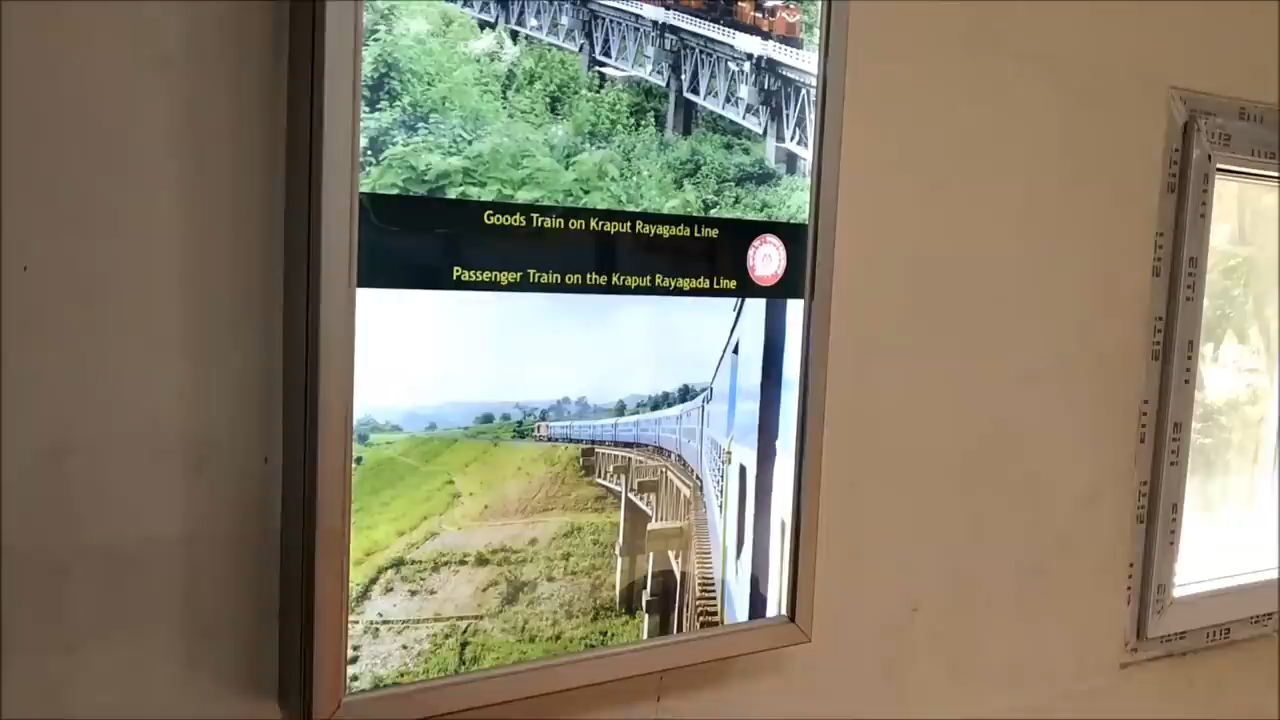 Goods Train on Kraput Rayagada Line
Passenger Train on the Kraput Rayagada Line